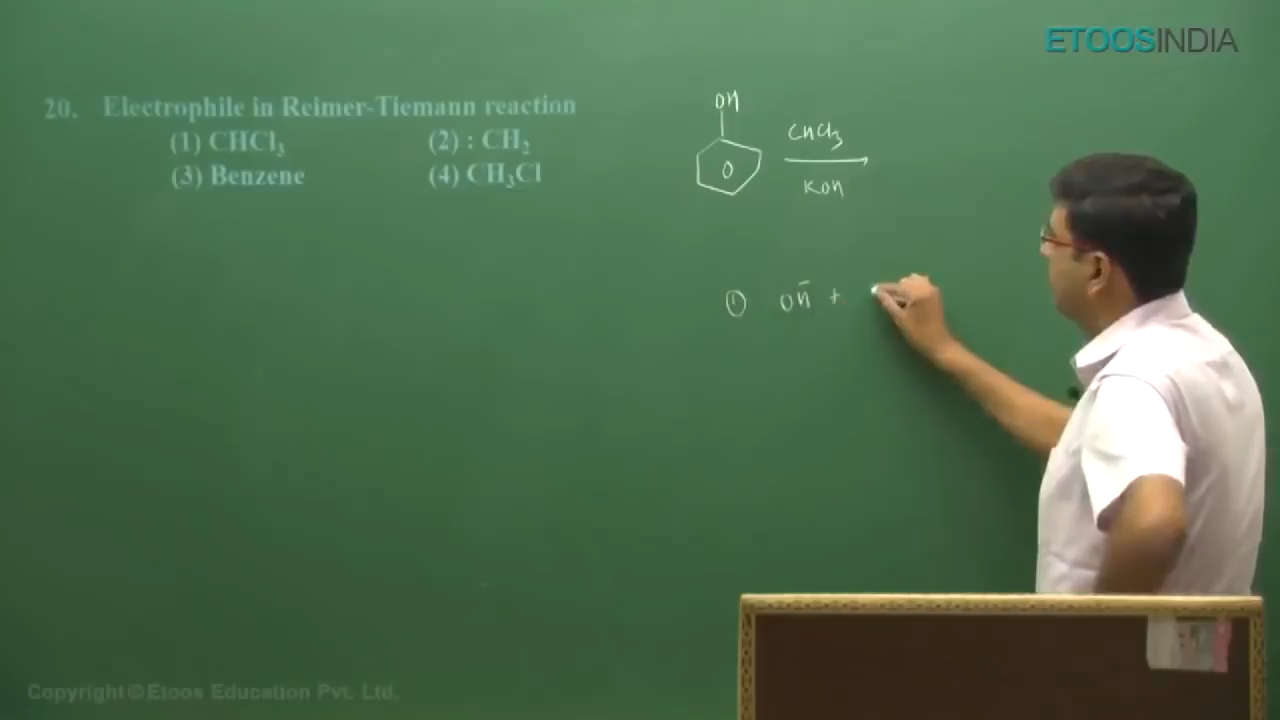 ETOOSINDIA
20. Electrophile in Reimer-Tiemann reaction
(1) CHCl₃ (2) : CH₂
(3) Benzene (4) CH₃Cl
OH
CHCl₃
O
KOH
① OH⁻ +
Copyright © Etoos Education Pvt. Ltd.